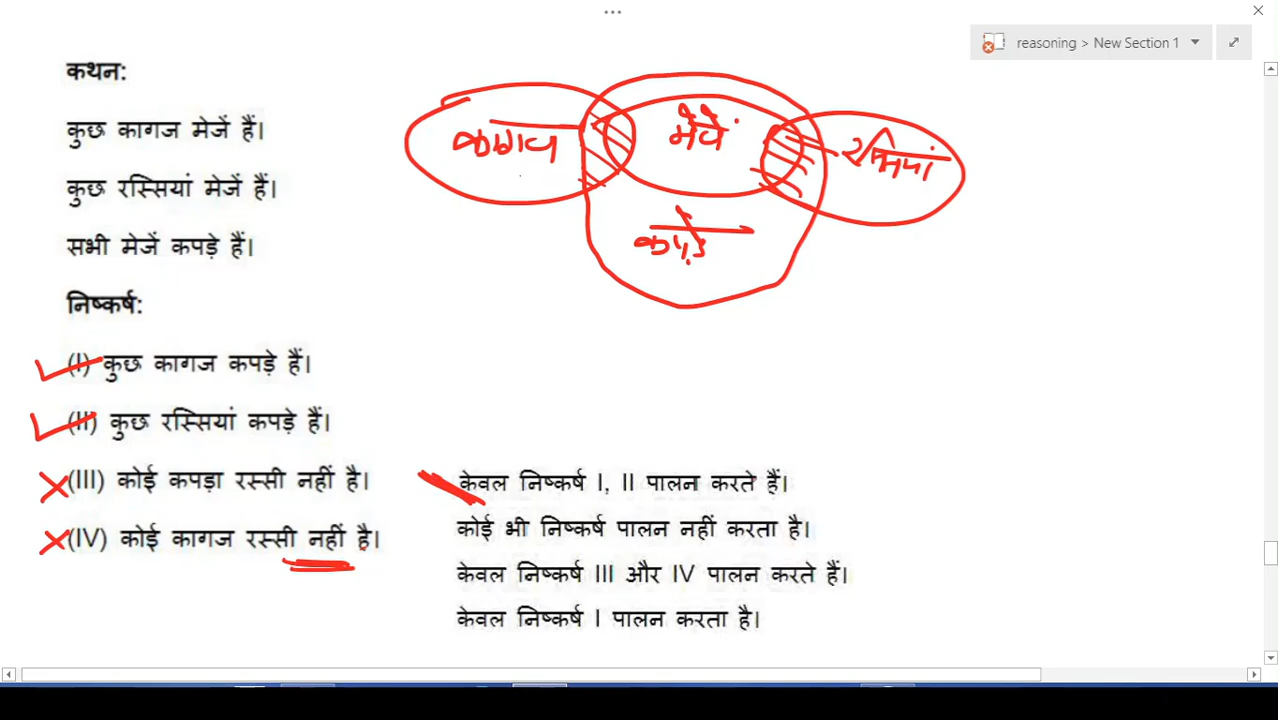 reasoning > New Section 1
कथन:
कुछ कागज मेजें हैं।
कुछ रस्सियां मेजें हैं।
सभी मेजें कपड़े हैं।
कागज
मेजें
रस्सियां
कपड़े
निष्कर्ष:
(I) कुछ कागज कपड़े हैं।
(II) कुछ रस्सियां कपड़े हैं।
(III) कोई कपड़ा रस्सी नहीं है।
(IV) कोई कागज रस्सी नहीं है।
केवल निष्कर्ष I, II पालन करते हैं।
कोई भी निष्कर्ष पालन नहीं करता है।
केवल निष्कर्ष III और IV पालन करते हैं।
केवल निष्कर्ष I पालन करता है।